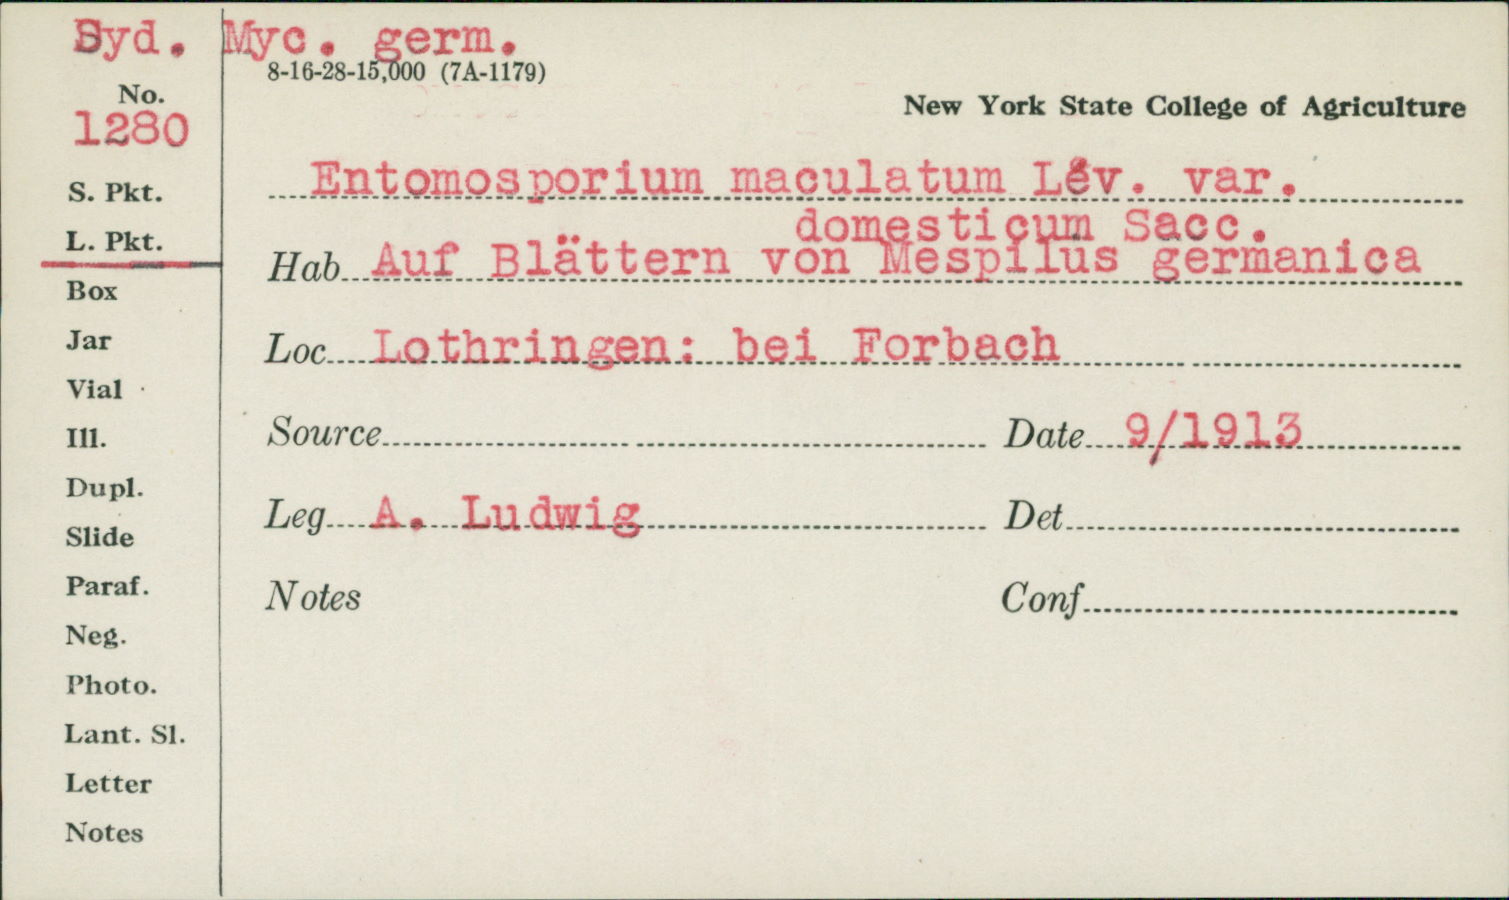 Syd. Myc. germ.
8-16-28-15,000 (7A-1179)
No.
1280
New York State College of Agriculture
Entomosporium maculatum Lév. var.
domesticum Sacc.
Hab Auf Blättern von Mespilus germanica
Loc Lothringen: bei Forbach
Source Date 9/1913
Leg A. Ludwig Det
Notes Conf
S. Pkt.
L. Pkt.
Box
Jar
Vial
Ill.
Dupl.
Slide
Paraf.
Neg.
Photo.
Lant. Sl.
Letter
Notes